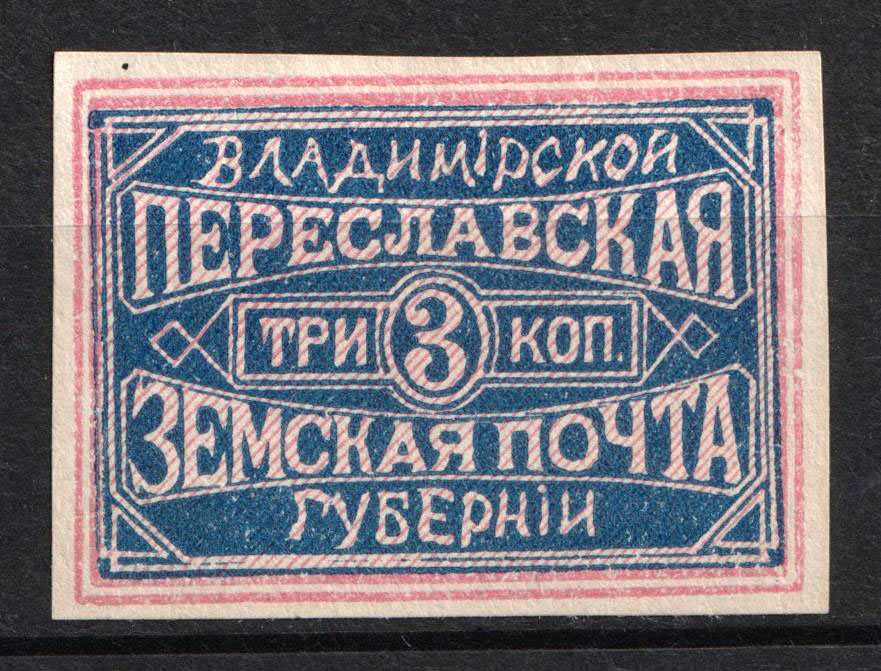 ВЛАДИМІРСКОЙ
ПЕРЕСЛАВСКАЯ
ТРИ 3 КОП.
ЗЕМСКАЯ ПОЧТА
ГУБЕРНІИ